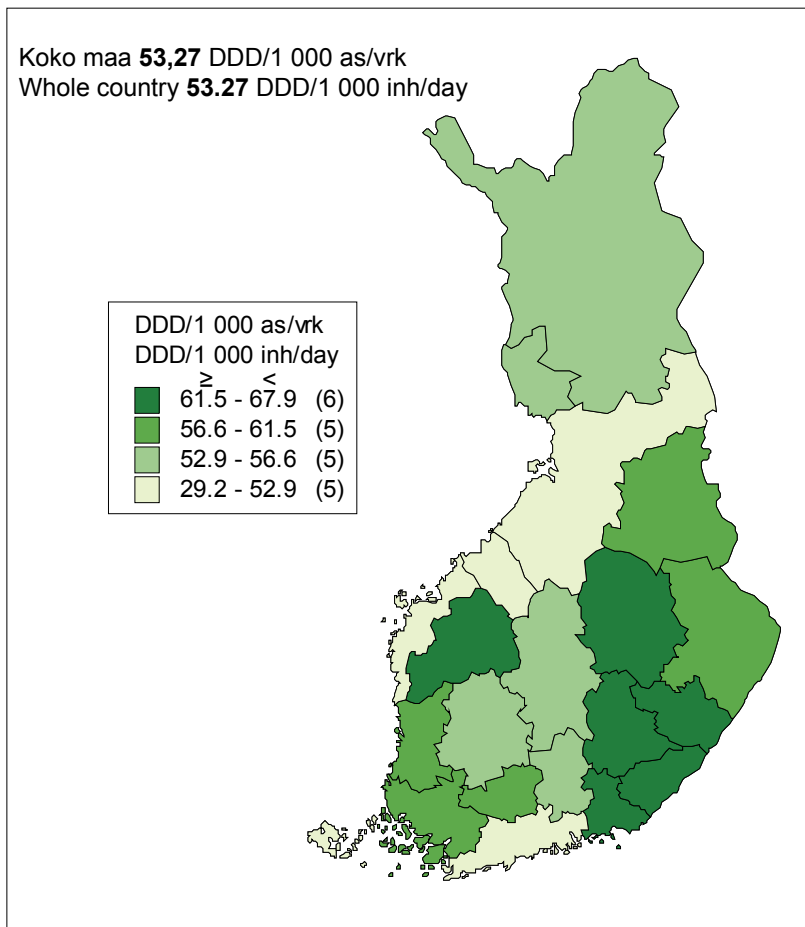 Koko maa 53,27 DDD/1 000 as/vrk
Whole country 53.27 DDD/1 000 inh/day
DDD/1 000 as/vrk
DDD/1 000 inh/day
≥ <
61.5 - 67.9 (6)
56.6 - 61.5 (5)
52.9 - 56.6 (5)
29.2 - 52.9 (5)